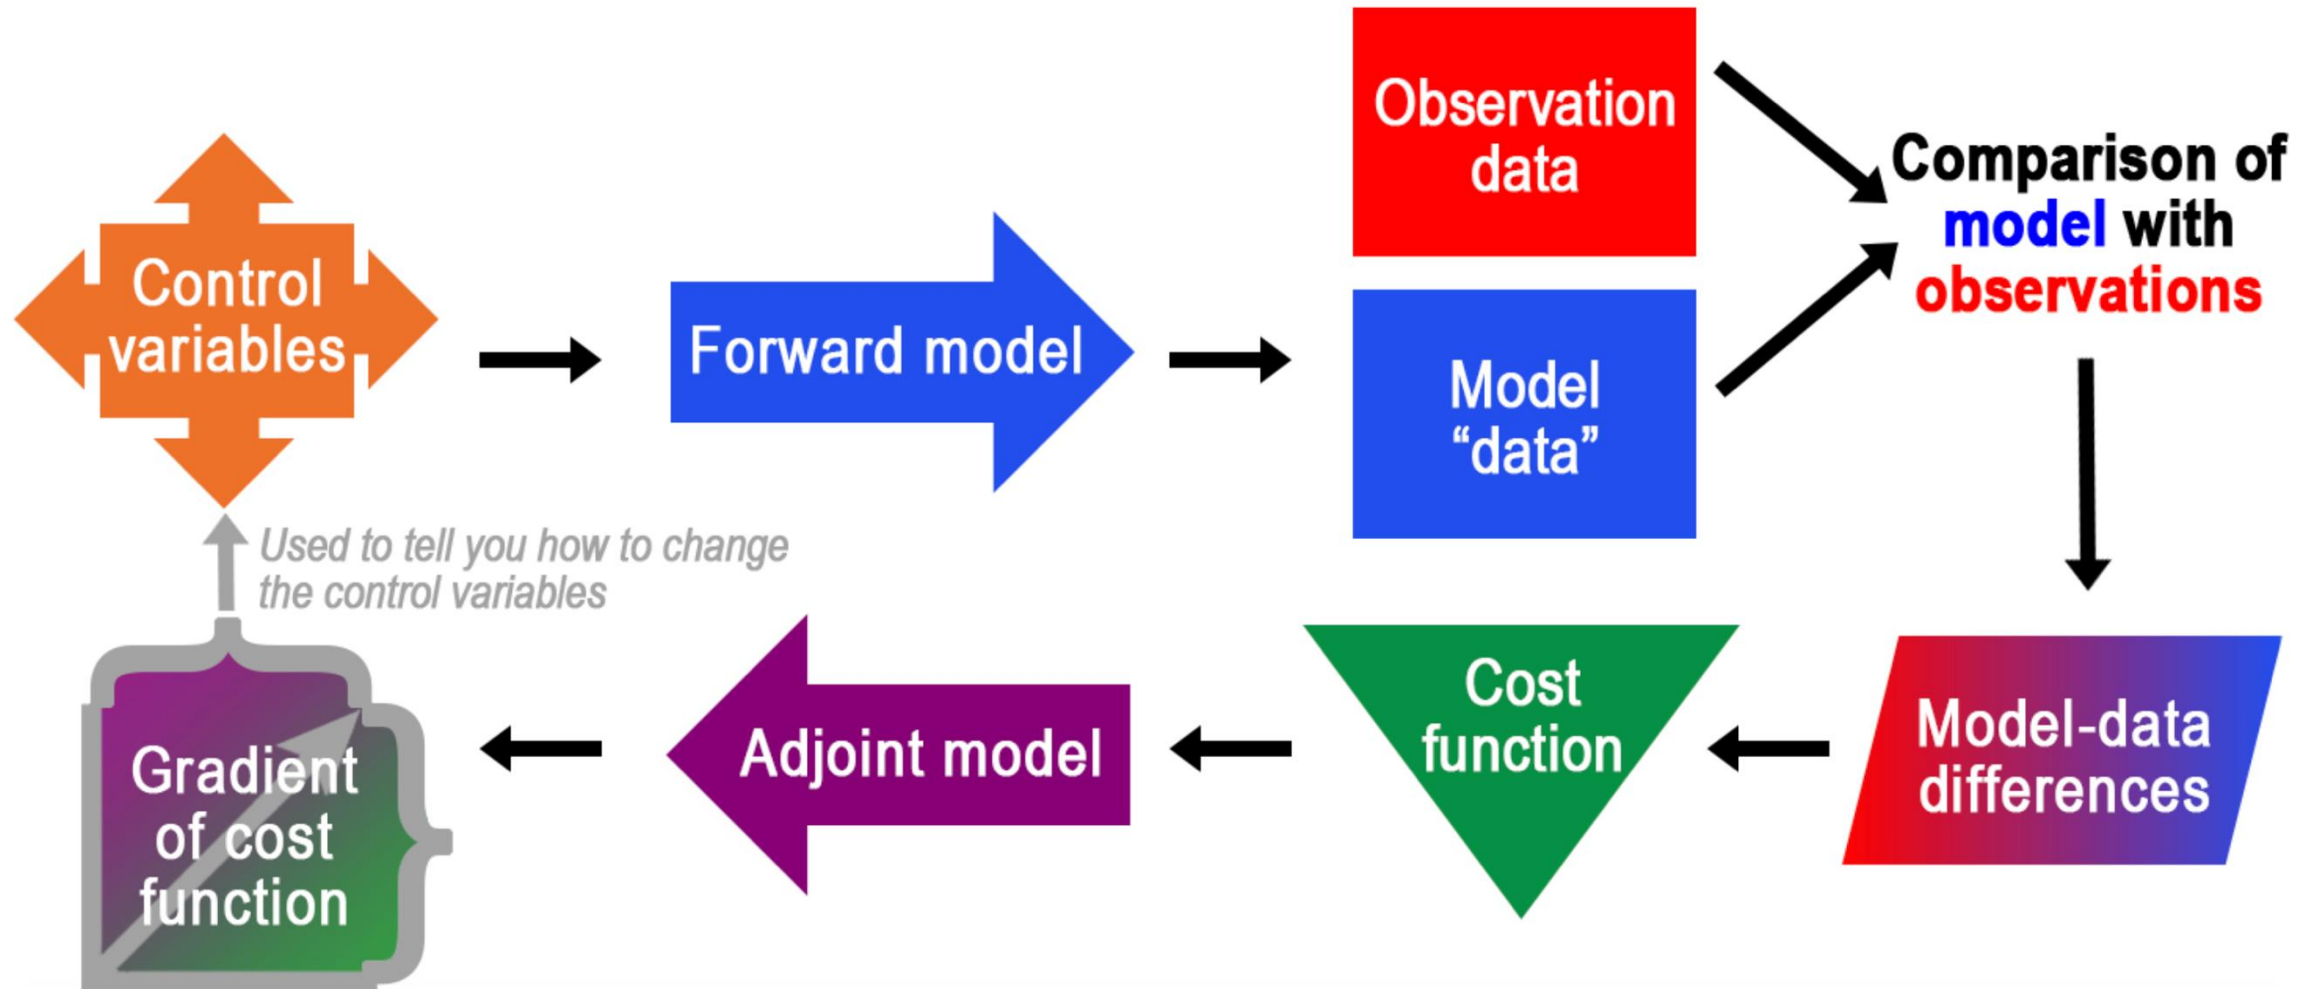 Control
variables
Forward model
Observation
data
Model
“data”
Comparison of
model with
observations
Model-data
differences
Cost
function
Adjoint model
Gradient
of cost
function
Used to tell you how to change
the control variables